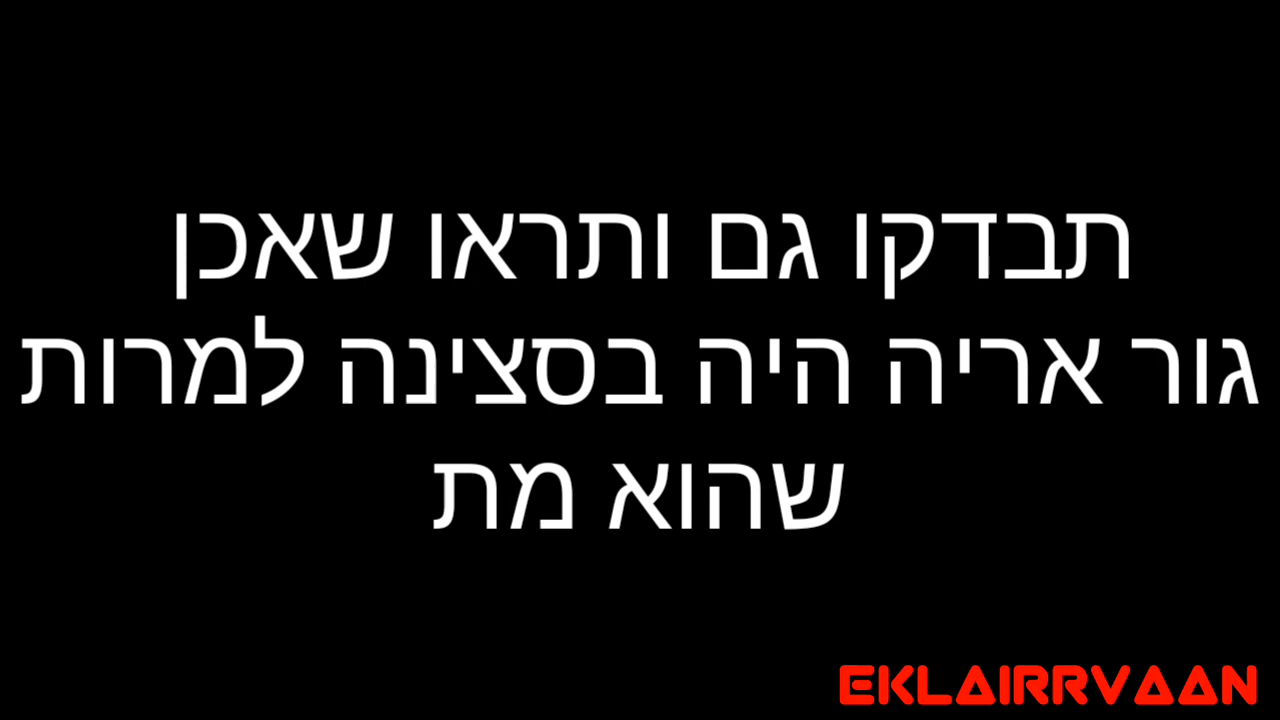 תבדקו גם ותראו שאכן
גור אריה היה בסצינה למרות
שהוא מת
EKLAIRRVAAN